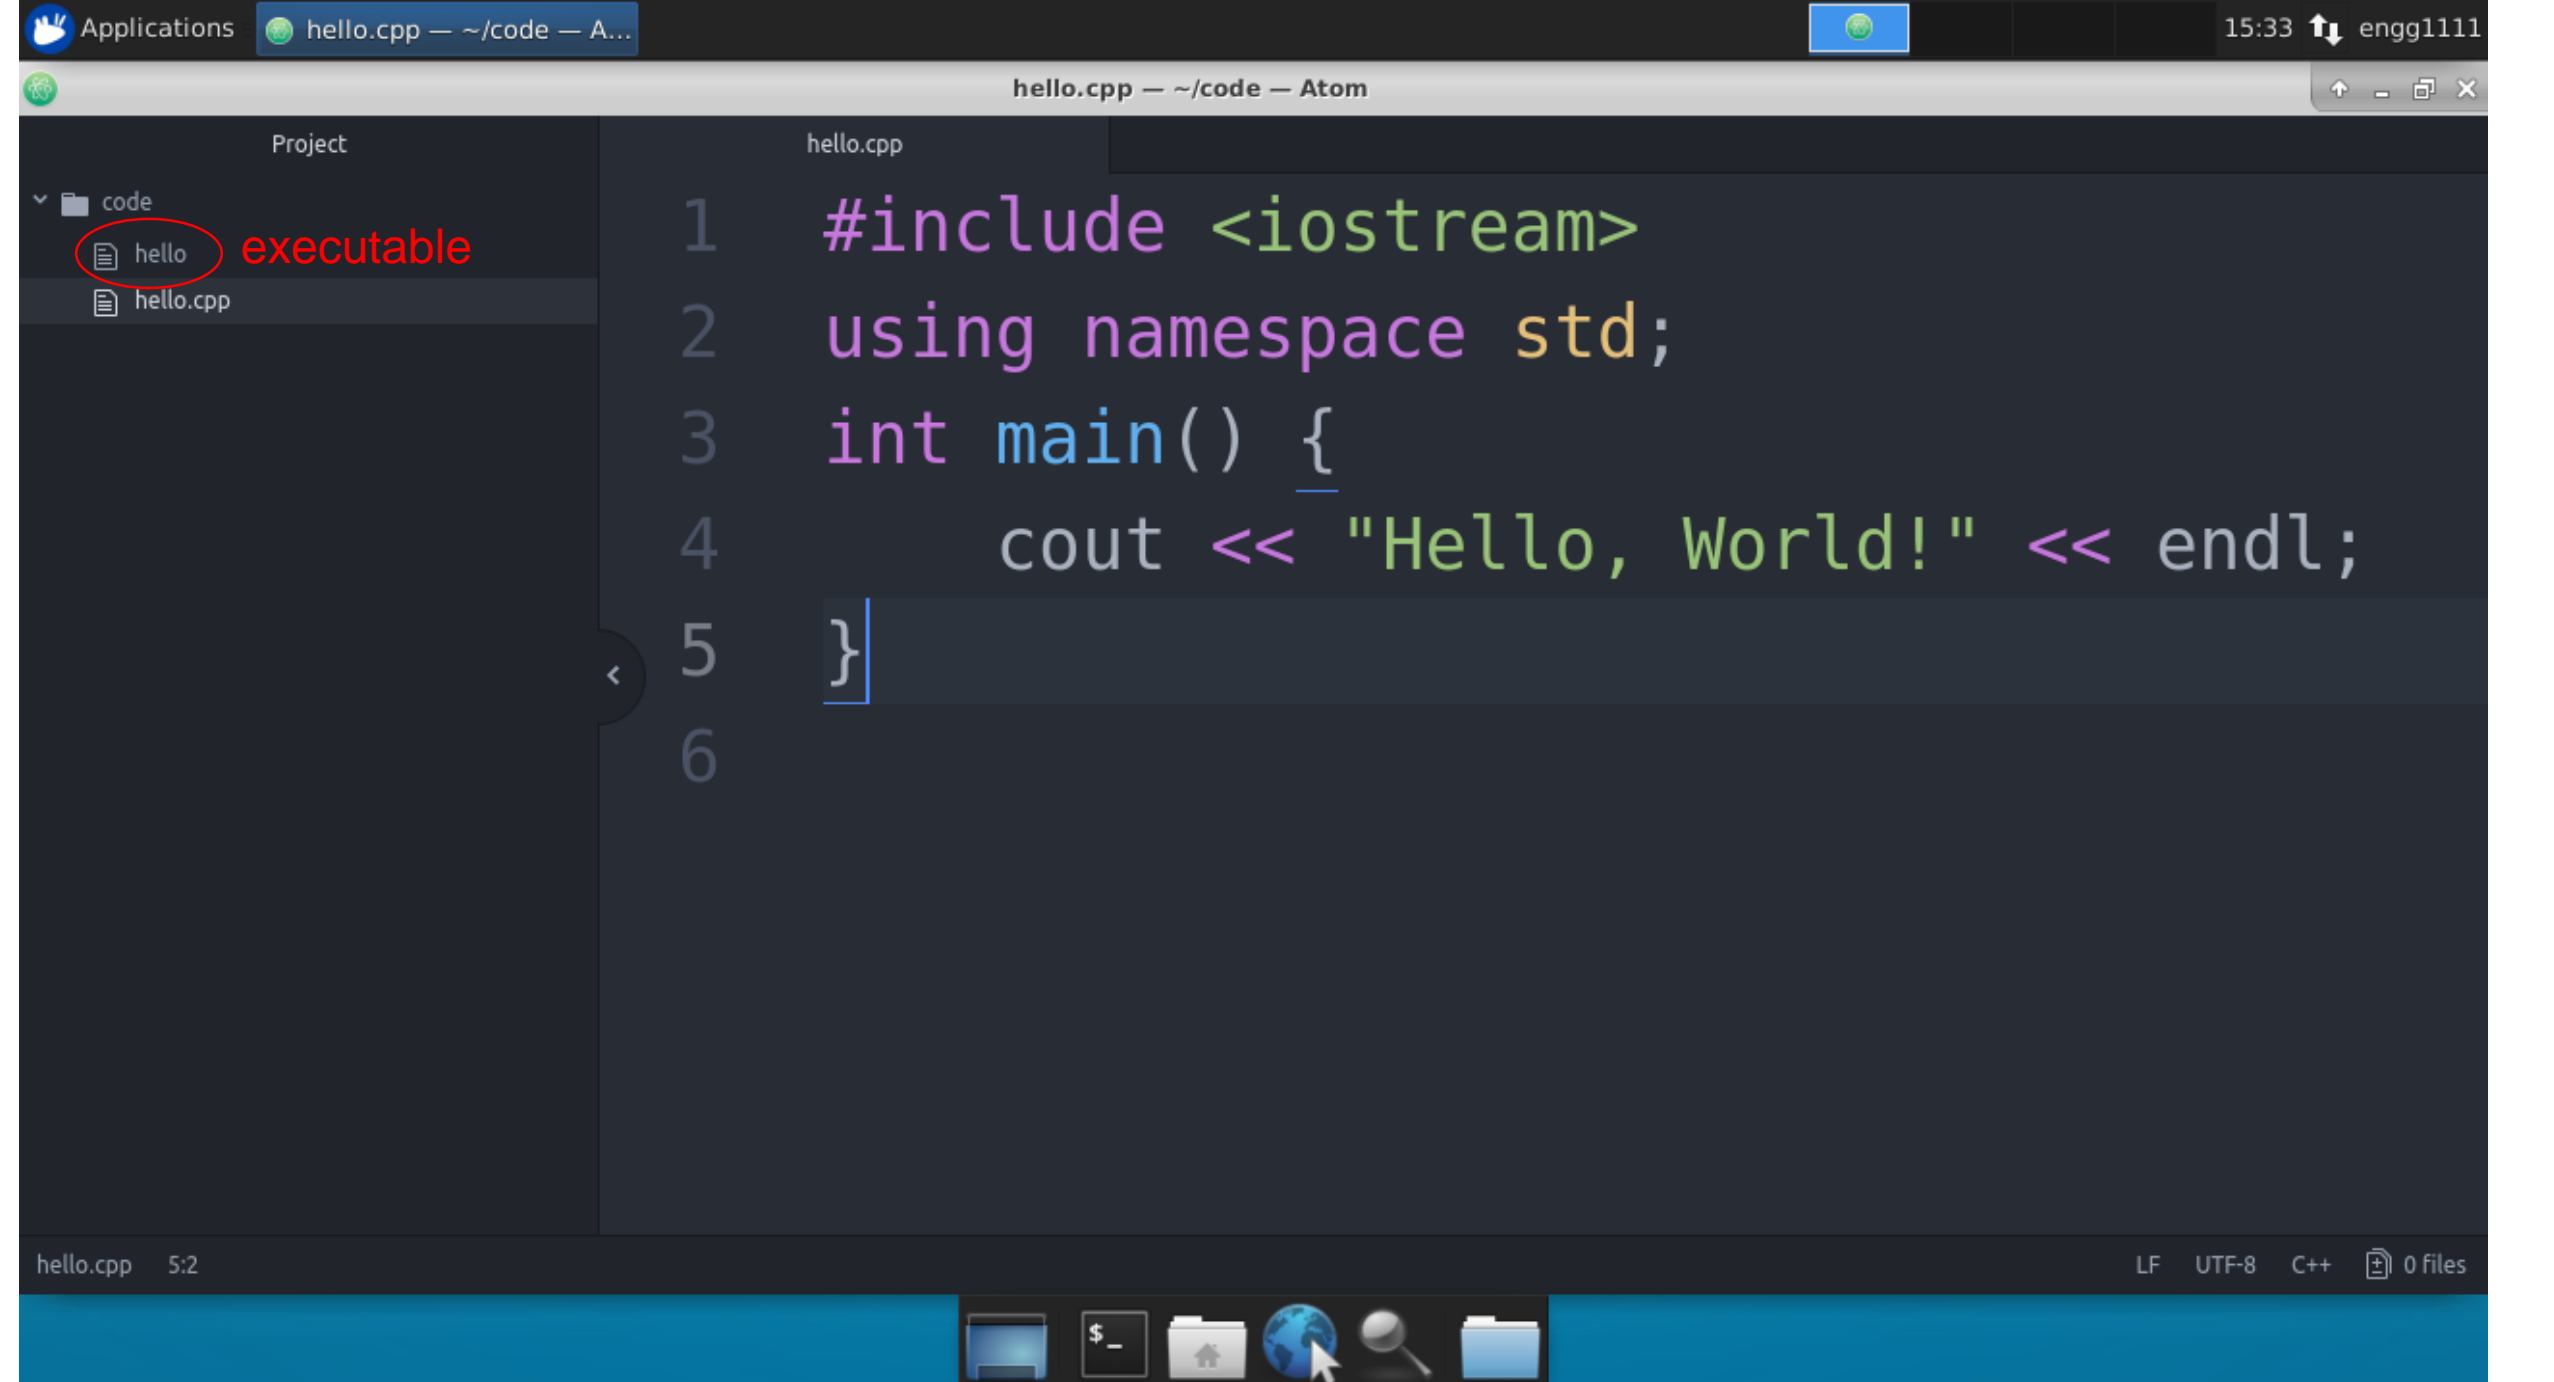 Applications hello.cpp — ~/code — A... 15:33 engg1111
hello.cpp — ~/code — Atom
Project hello.cpp
code
hello executable
hello.cpp
1 #include <iostream>
2 using namespace std;
3 int main() {
4     cout << "Hello, World!" << endl;
5 }
6
hello.cpp 5:2 LF UTF-8 C++ 0 files
$_